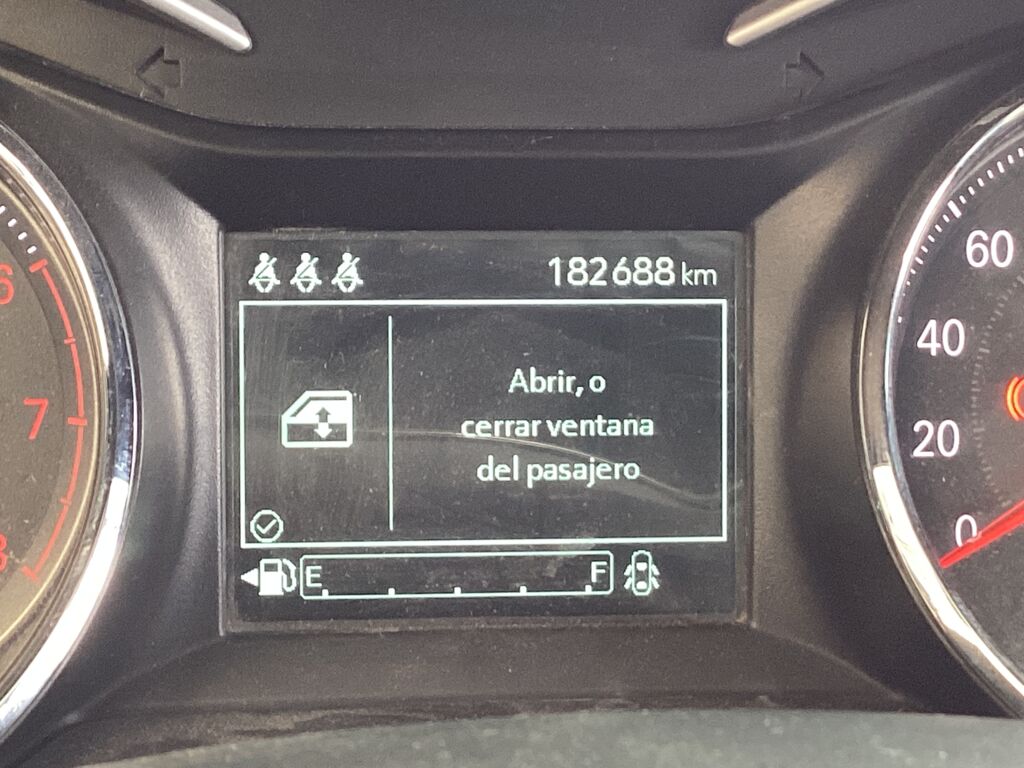 182688 km
Abrir, o
cerrar ventana
del pasajero
E F
6
7
8
60
40
20
0